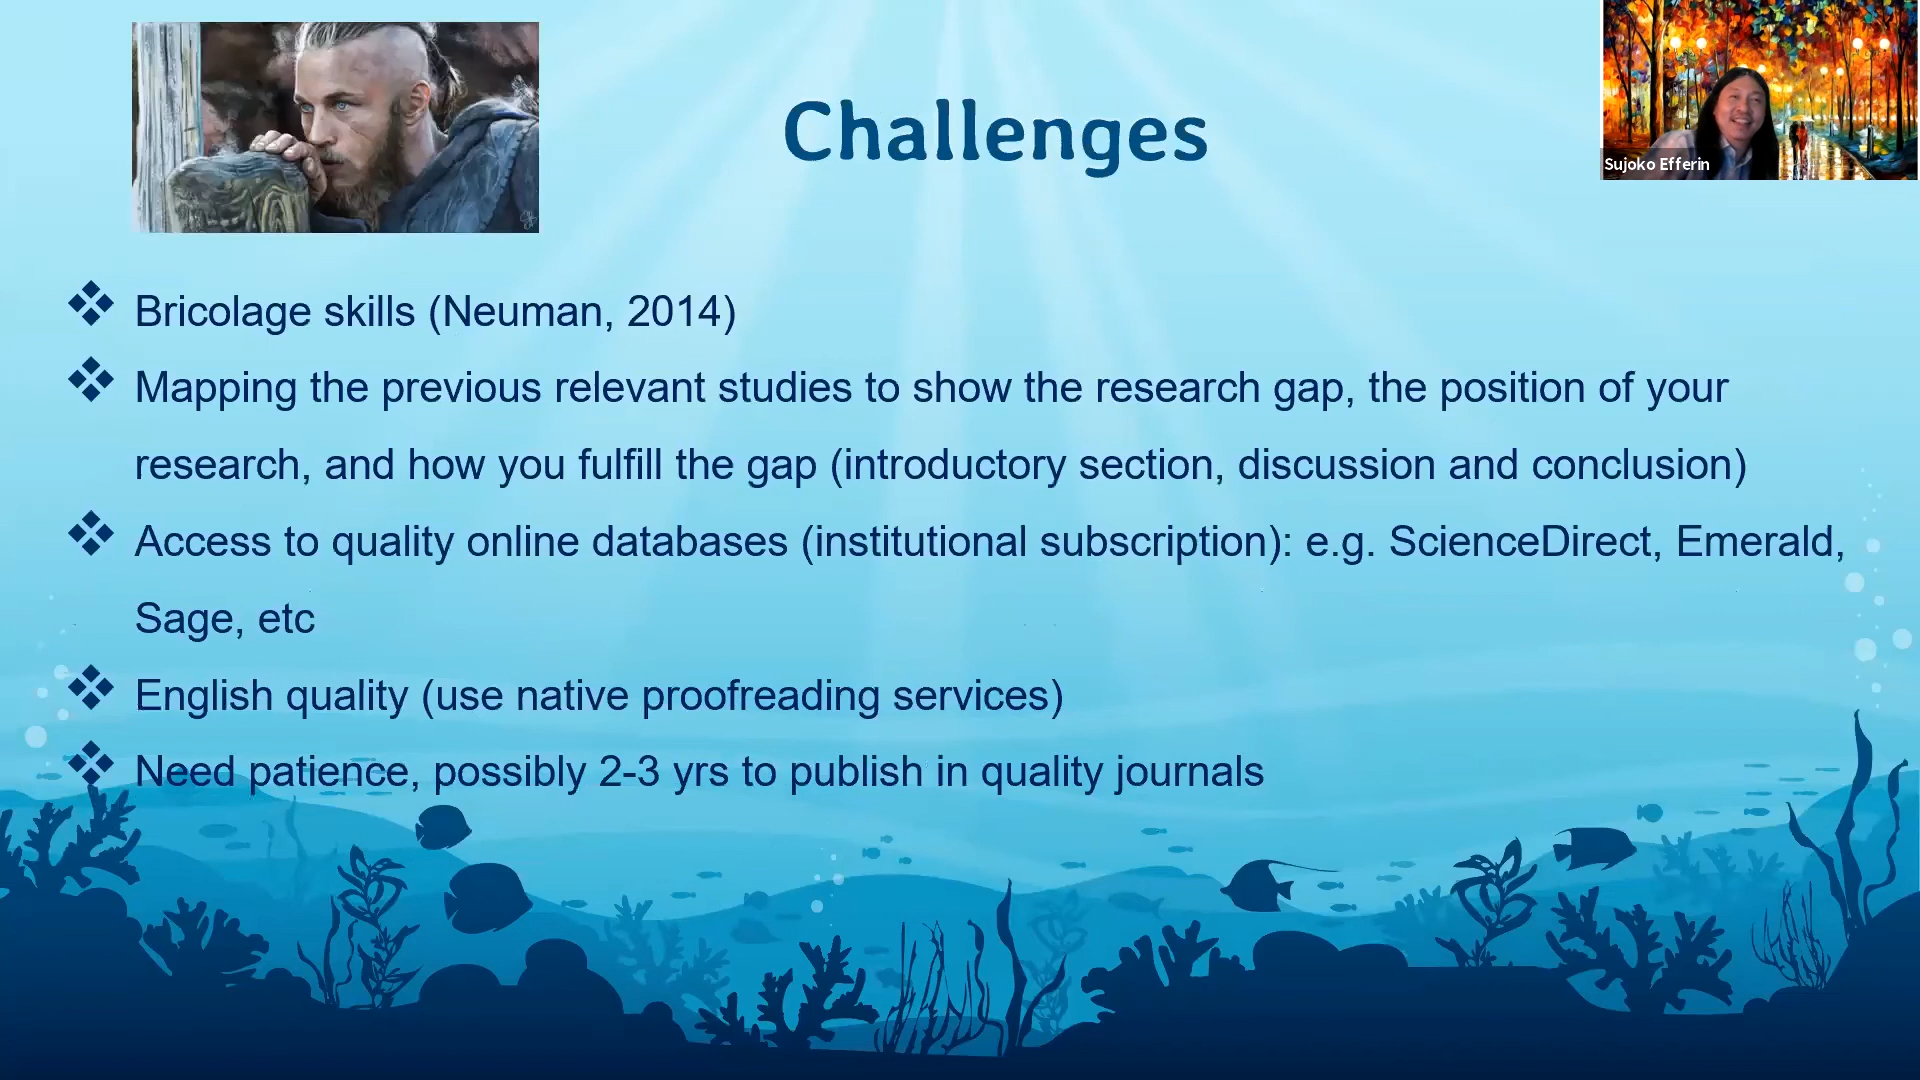 Challenges
Sujoko Efferin
Bricolage skills (Neuman, 2014)
Mapping the previous relevant studies to show the research gap, the position of your
research, and how you fulfill the gap (introductory section, discussion and conclusion)
Access to quality online databases (institutional subscription): e.g. ScienceDirect, Emerald,
Sage, etc
English quality (use native proofreading services)
Need patience, possibly 2-3 yrs to publish in quality journals